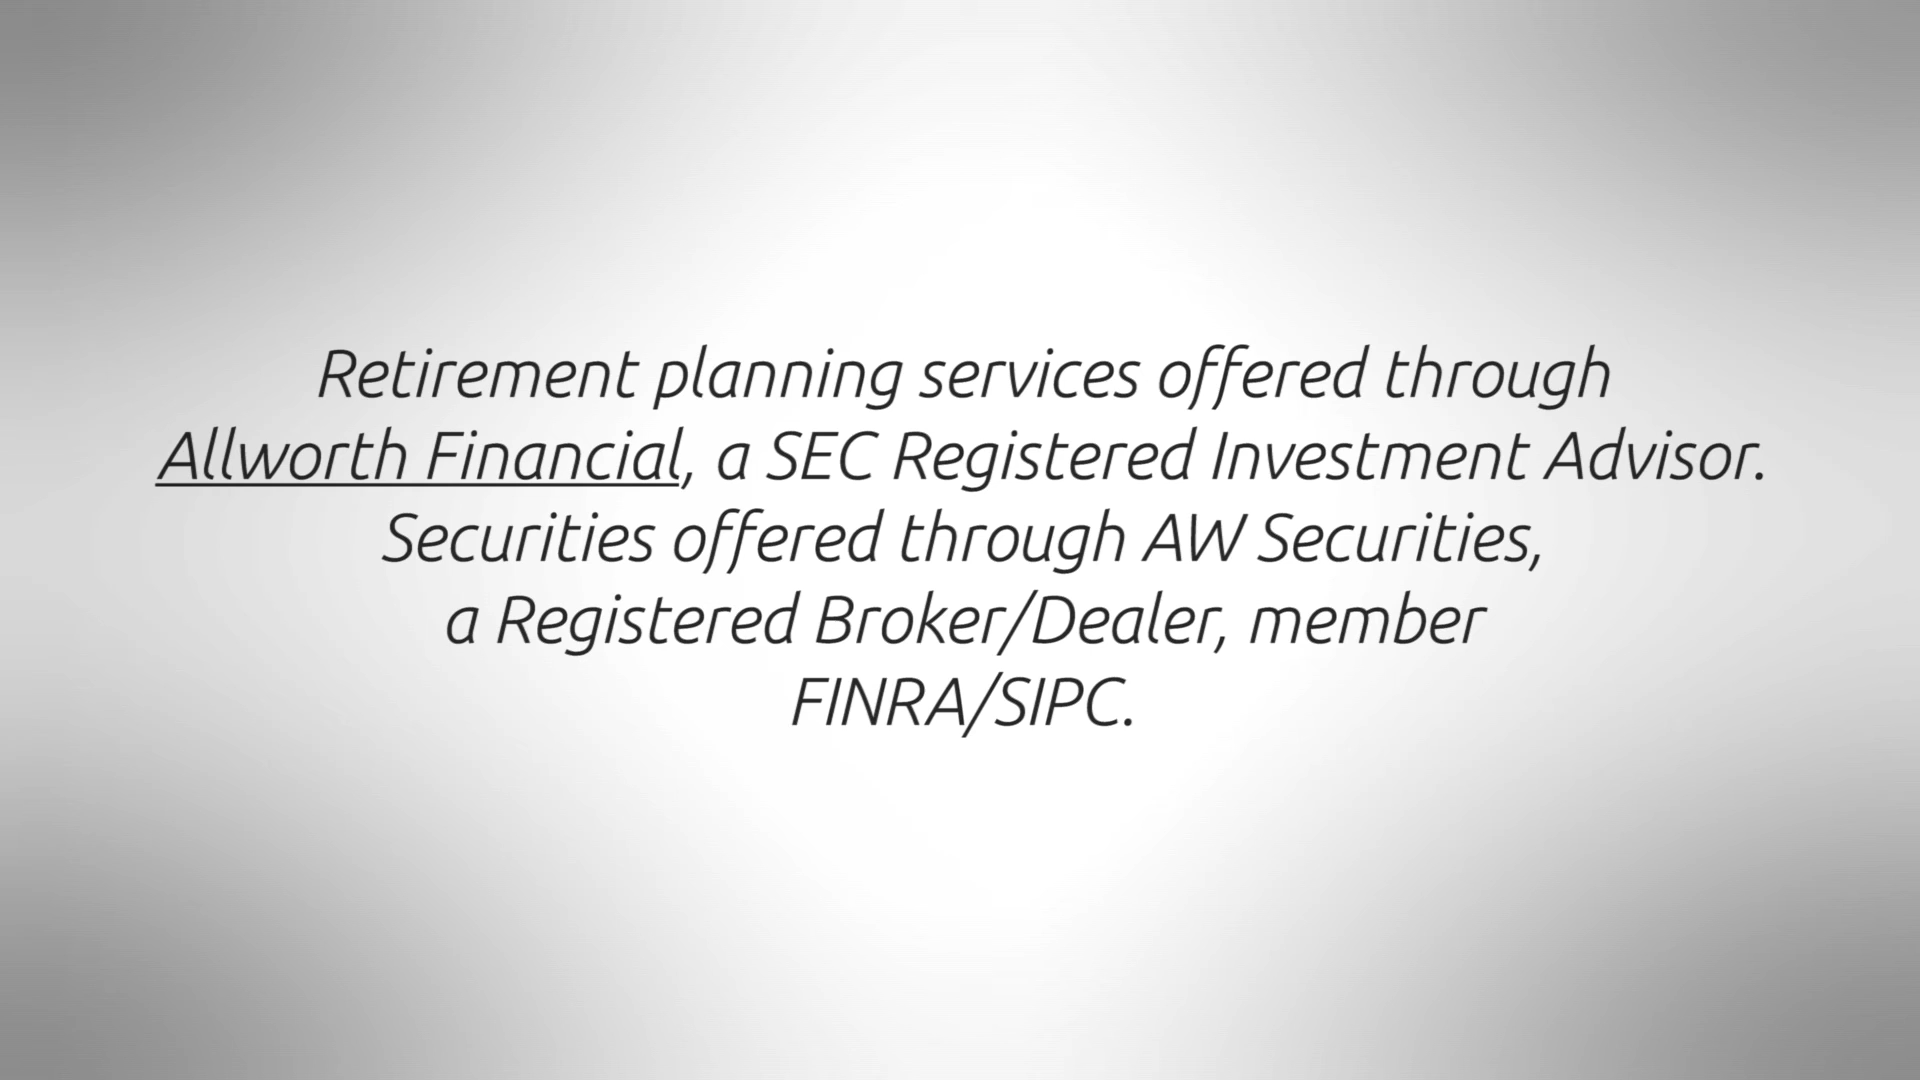 Retirement planning services offered through
Allworth Financial, a SEC Registered Investment Advisor.
Securities offered through AW Securities,
a Registered Broker/Dealer, member
FINRA/SIPC.